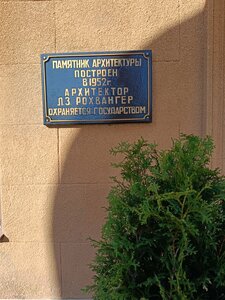 ПАМЯТНИК АРХИТЕКТУРЫ
ПОСТРОЕН
В 1952г
АРХИТЕКТОР
Л.З РОХВАНГЕР
ОХРАНЯЕТСЯ ГОСУДАРСТВОМ